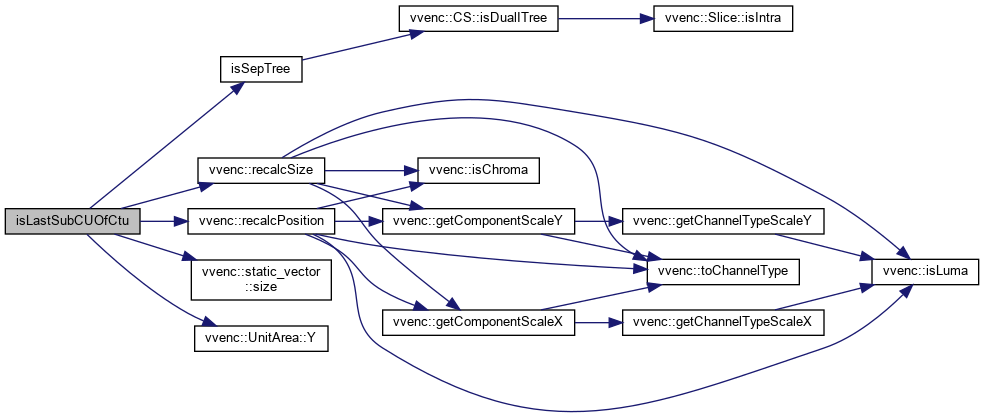 vvenc::CS::isDualITree
vvenc::Slice::isIntra
isSepTree
vvenc::recalcSize
vvenc::isChroma
isLastSubCUOfCtu
vvenc::recalcPosition
vvenc::getComponentScaleY
vvenc::getChannelTypeScaleY
vvenc::static_vector
::size
vvenc::toChannelType
vvenc::isLuma
vvenc::getComponentScaleX
vvenc::getChannelTypeScaleX
vvenc::UnitArea::Y